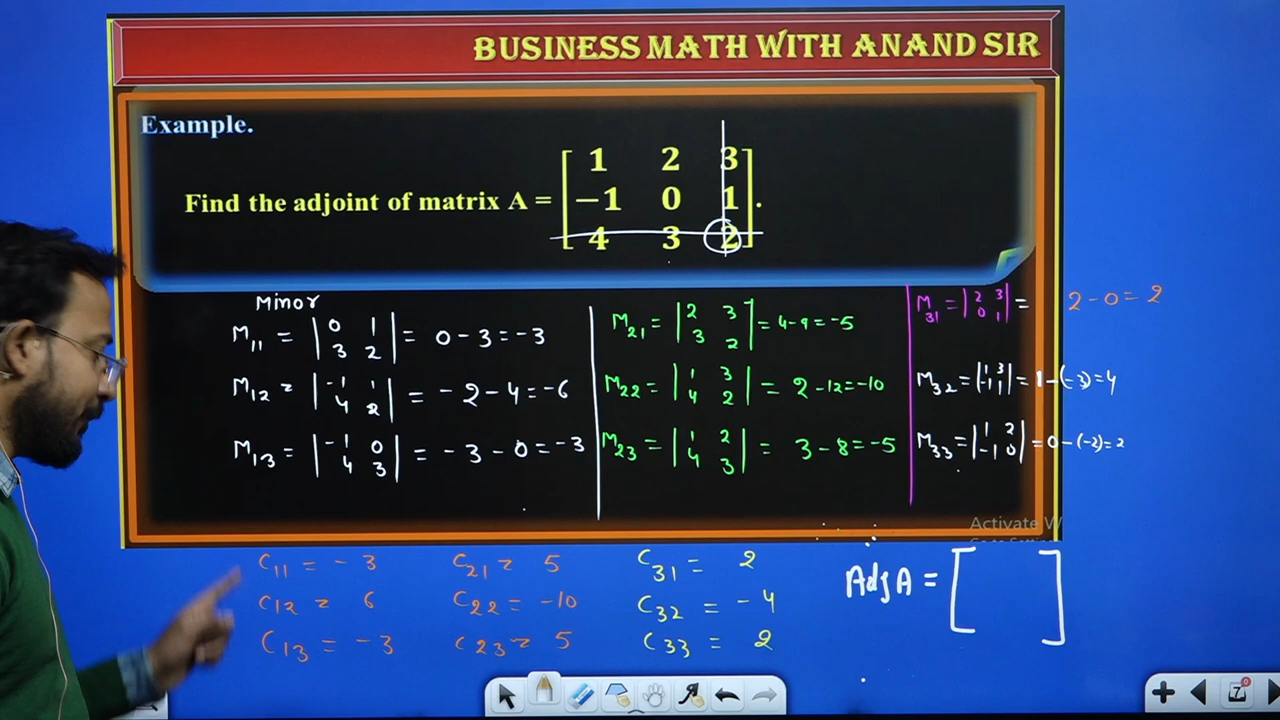 BUSINESS MATH WITH ANAND SIR
Example.
Find the adjoint of matrix A = [1 2 3
−1 0 1
4 3 2].
Minor
M11 = |0 1
3 2| = 0 - 3 = -3
M12 = |-1 1
4 2| = - 2 - 4 = -6
M13 = |-1 0
4 3| = - 3 - 0 = -3
M21 = |2 3
3 2| = 4 - 9 = -5
M22 = |1 3
4 2| = 2 - 12 = -10
M23 = |1 2
4 3| = 3 - 8 = -5
M31 = |2 3
0 1| = 2 - 0 = 2
M32 = |1 3
-1 1| = 1 - (-3) = 4
M33 = |1 2
-1 0| = 0 - (-2) = 2
Activate W
C11 = - 3
C12 = 6
C13 = - 3
C21 = 5
C22 = -10
C23 = 5
C31 = 2
C32 = - 4
C33 = 2
Adj A = [ ]
7
0